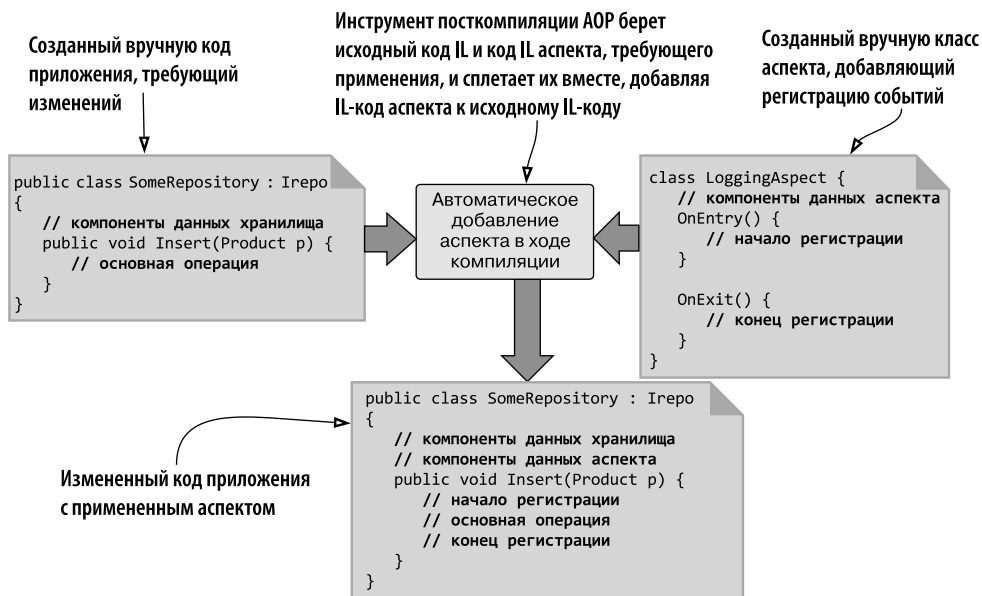 Созданный вручную код
приложения, требующий
изменений
Инструмент посткомпиляции АОР берет
исходный код IL и код IL аспекта, требующего
применения, и сплетает их вместе, добавляя
IL-код аспекта к исходному IL-коду
Созданный вручную класс
аспекта, добавляющий
регистрацию событий
public class SomeRepository : Irepo
{
// компоненты данных хранилища
public void Insert(Product p) {
// основная операция
}
}
Автоматическое
добавление
аспекта в ходе
компиляции
class LoggingAspect {
// компоненты данных аспекта
OnEntry() {
// начало регистрации
}
OnExit() {
// конец регистрации
}
}
public class SomeRepository : Irepo
{
// компоненты данных хранилища
// компоненты данных аспекта
public void Insert(Product p) {
// начало регистрации
// основная операция
// конец регистрации
}
}
Измененный код приложения
с примененным аспектом